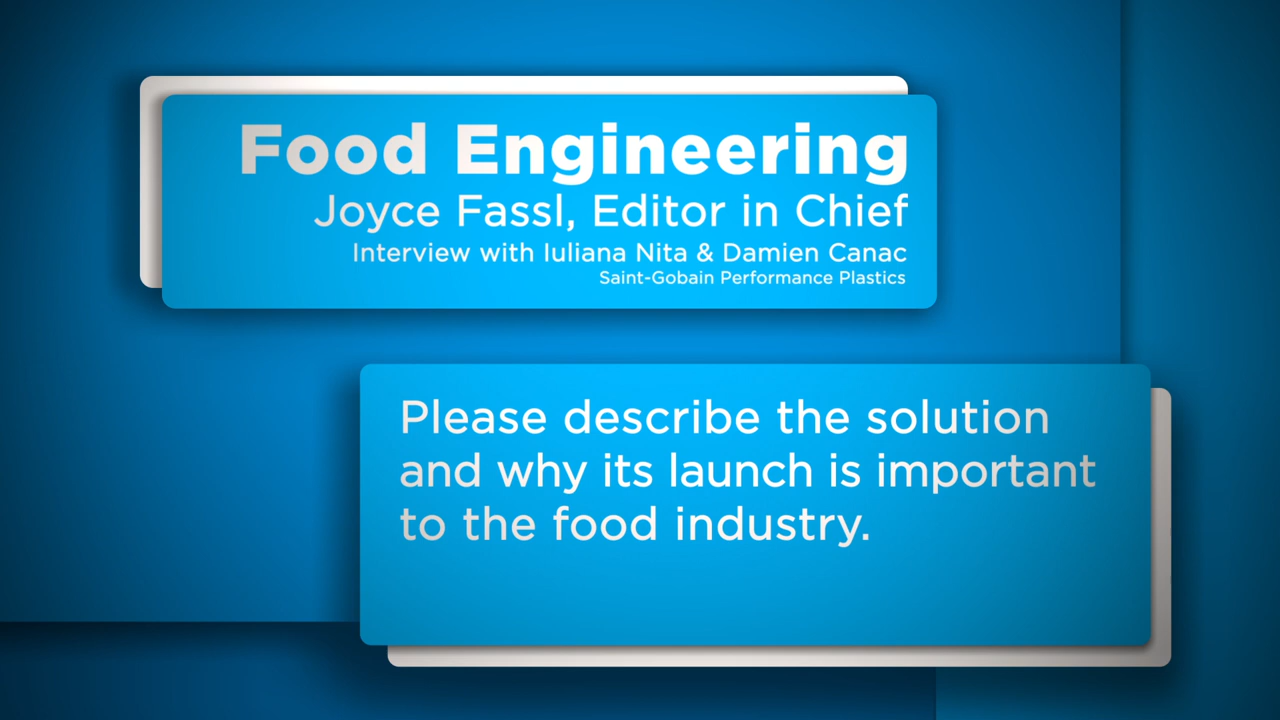 Food Engineering
Joyce Fassl, Editor in Chief
Interview with Iuliana Nita & Damien Canac
Saint-Gobain Performance Plastics
Please describe the solution
and why its launch is important
to the food industry.